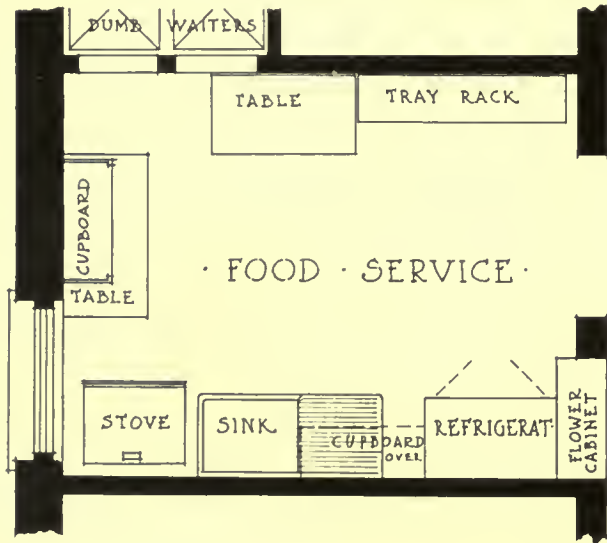 DUMB WAITERS
TABLE
TRAY RACK
CUPBOARD
TABLE
· FOOD · SERVICE ·
STOVE
SINK
CUPBOARD
OVER
REFRIGERAT
FLOWER
CABINET